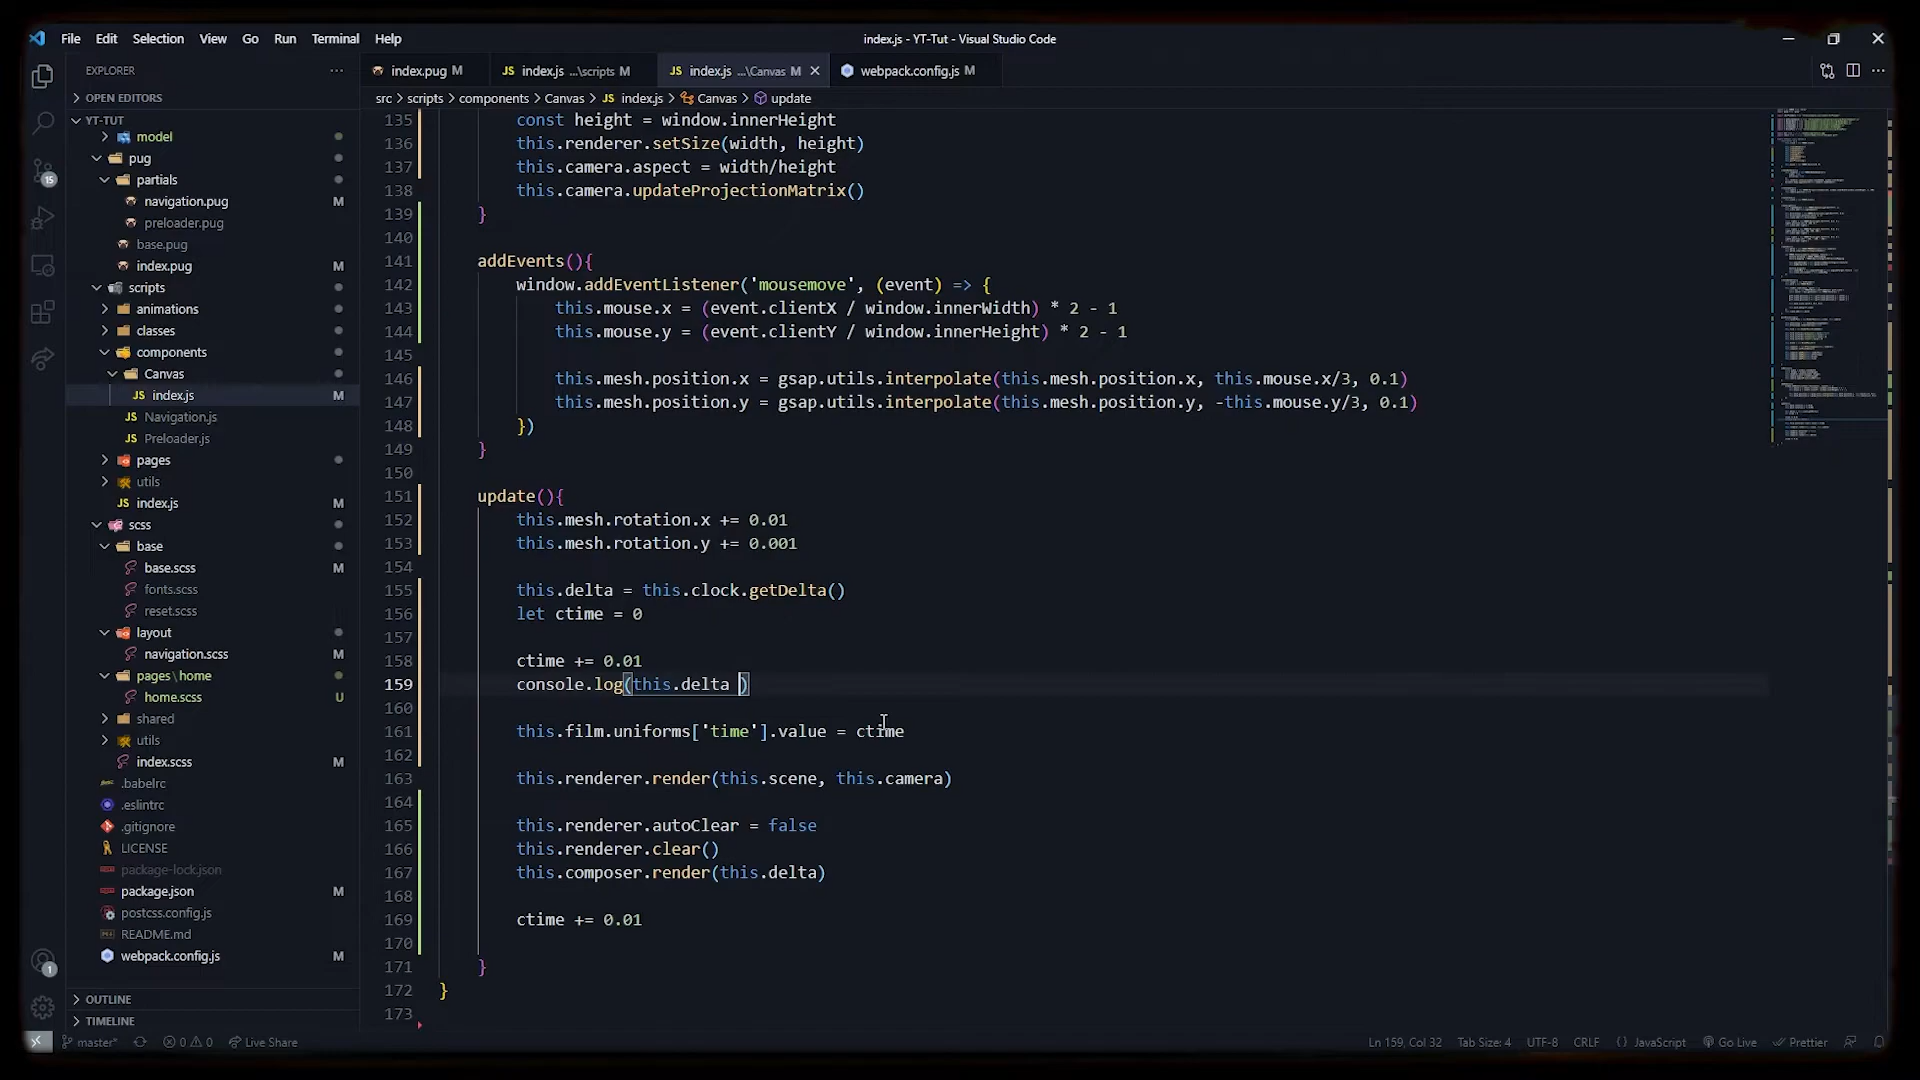 File Edit Selection View Go Run Terminal Help
index.js - YT-Tut - Visual Studio Code
EXPLORER
index.pug M
index.js ...\scripts M
index.js ...\Canvas M
webpack.config.js M
OPEN EDITORS
src > scripts > components > Canvas > JS index.js > Canvas > update
YT-TUT
model
pug
partials
navigation.pug M
preloader.pug
base.pug
index.pug M
scripts
animations
classes
components
Canvas
JS index.js M
JS Navigation.js
JS Preloader.js
pages
utils
JS index.js M
scss
base
base.scss M
fonts.scss
reset.scss
layout
navigation.scss M
pages\home
home.scss U
shared
utils
index.scss M
.babelrc
.eslintrc
.gitignore
LICENSE
package-lock.json
package.json M
postcss.config.js
README.md
webpack.config.js M
OUTLINE
TIMELINE
15
1
135 const height = window.innerHeight
136 this.renderer.setSize(width, height)
137 this.camera.aspect = width/height
138 this.camera.updateProjectionMatrix()
139 }
140
141 addEvents(){
142 window.addEventListener('mousemove', (event) => {
143 this.mouse.x = (event.clientX / window.innerWidth) * 2 - 1
144 this.mouse.y = (event.clientY / window.innerHeight) * 2 - 1
145
146 this.mesh.position.x = gsap.utils.interpolate(this.mesh.position.x, this.mouse.x/3, 0.1)
147 this.mesh.position.y = gsap.utils.interpolate(this.mesh.position.y, -this.mouse.y/3, 0.1)
148 })
149 }
150
151 update(){
152 this.mesh.rotation.x += 0.01
153 this.mesh.rotation.y += 0.001
154
155 this.delta = this.clock.getDelta()
156 let ctime = 0
157
158 ctime += 0.01
159 console.log(this.delta )
160
161 this.film.uniforms['time'].value = ctime
162
163 this.renderer.render(this.scene, this.camera)
164
165 this.renderer.autoClear = false
166 this.renderer.clear()
167 this.composer.render(this.delta)
168
169 ctime += 0.01
170
171 }
172 }
173
master* 0 0 Live Share
Ln 159, Col 32 Tab Size: 4 UTF-8 CRLF {} JavaScript Go Live Prettier